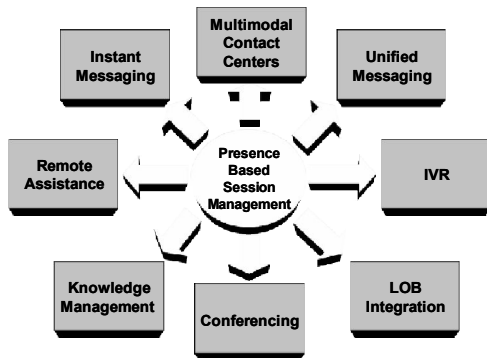 Multimodal
Contact
Centers
Instant
Messaging
Unified
Messaging
Remote
Assistance
Presence
Based
Session
Management
IVR
Knowledge
Management
Conferencing
LOB
Integration